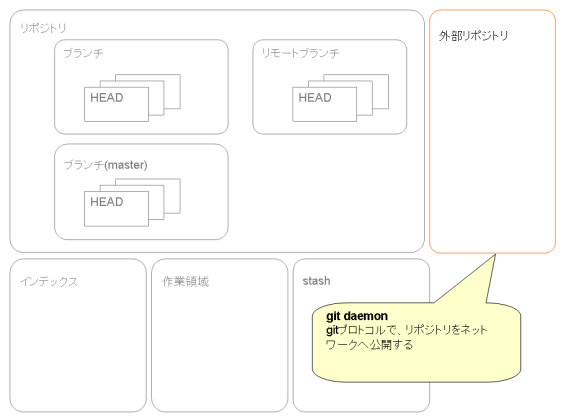 リポジトリ
外部リポジトリ
ブランチ
リモートブランチ
HEAD
HEAD
ブランチ(master)
HEAD
インデックス
作業領域
stash
git daemon
gitプロトコルで、リポジトリをネット
ワークへ公開する